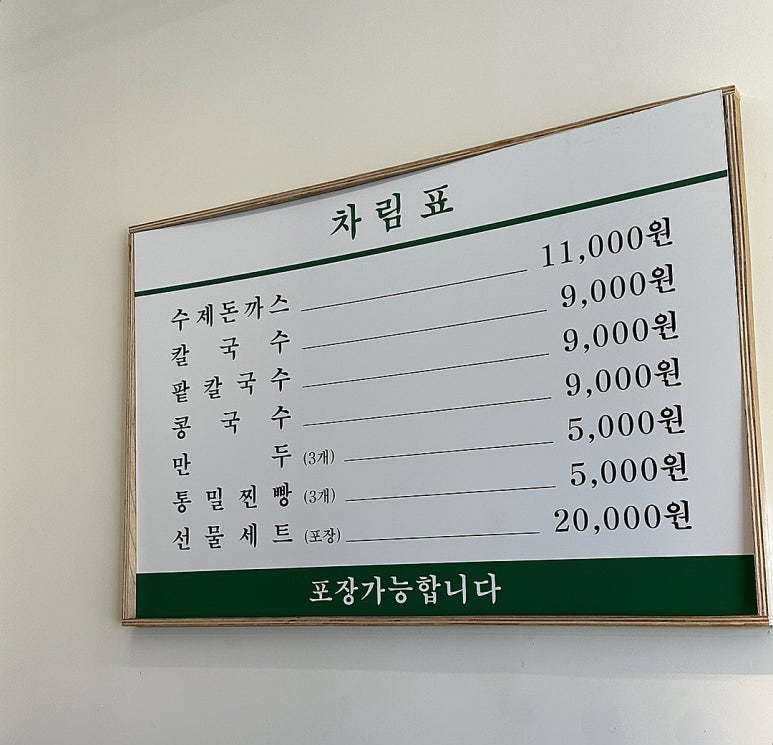 차림표
수제돈까스 11,000원
칼국수 9,000원
팥칼국수 9,000원
콩국수 9,000원
만두 (3개) 5,000원
통밀찐빵 (3개) 5,000원
선물세트 (포장) 20,000원
포장가능합니다